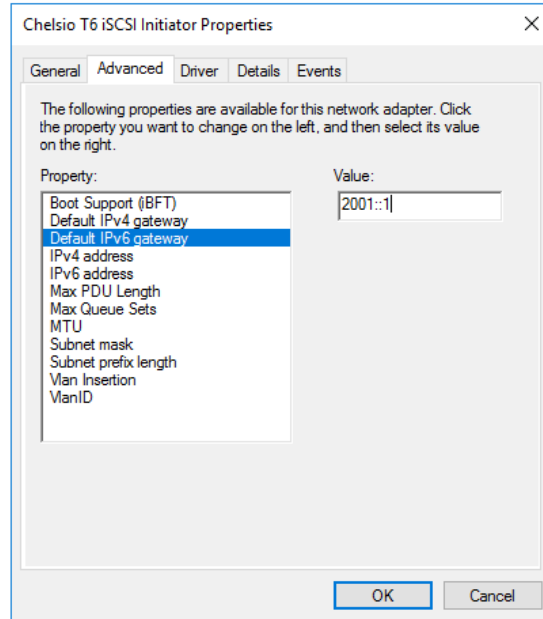 Chelsio T6 iSCSI Initiator Properties
General Advanced Driver Details Events
The following properties are available for this network adapter. Click
the property you want to change on the left, and then select its value
on the right.
Property:
Value:
Boot Support (iBFT)
2001::1
Default IPv4 gateway
Default IPv6 gateway
IPv4 address
IPv6 address
Max PDU Length
Max Queue Sets
MTU
Subnet mask
Subnet prefix length
Vlan Insertion
VlanID
OK
Cancel